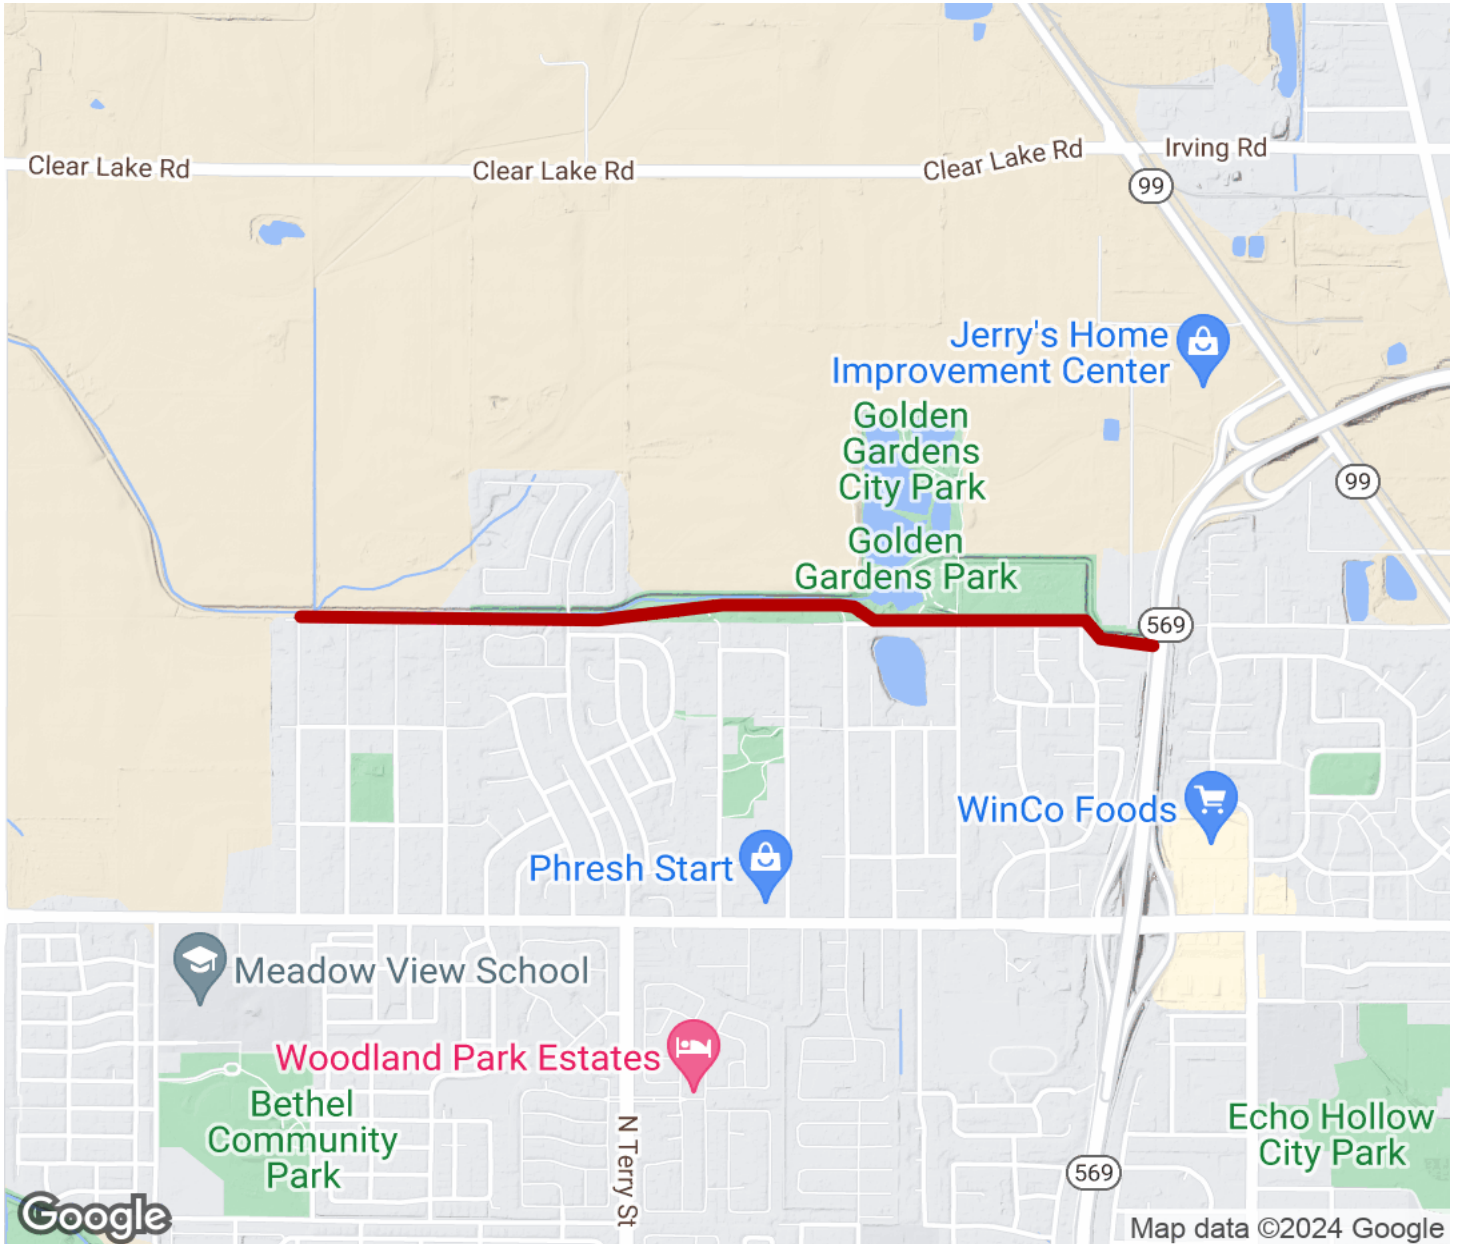 Clear Lake Rd
Clear Lake Rd
Clear Lake Rd
Irving Rd
99
Jerry's Home
Improvement Center
Golden
Gardens
City Park
99
Golden
Gardens Park
569
WinCo Foods
Phresh Start
Meadow View School
Woodland Park Estates
Bethel
Community
Park
N Terry St
Echo Hollow
City Park
569
Google
Map data ©2024 Google